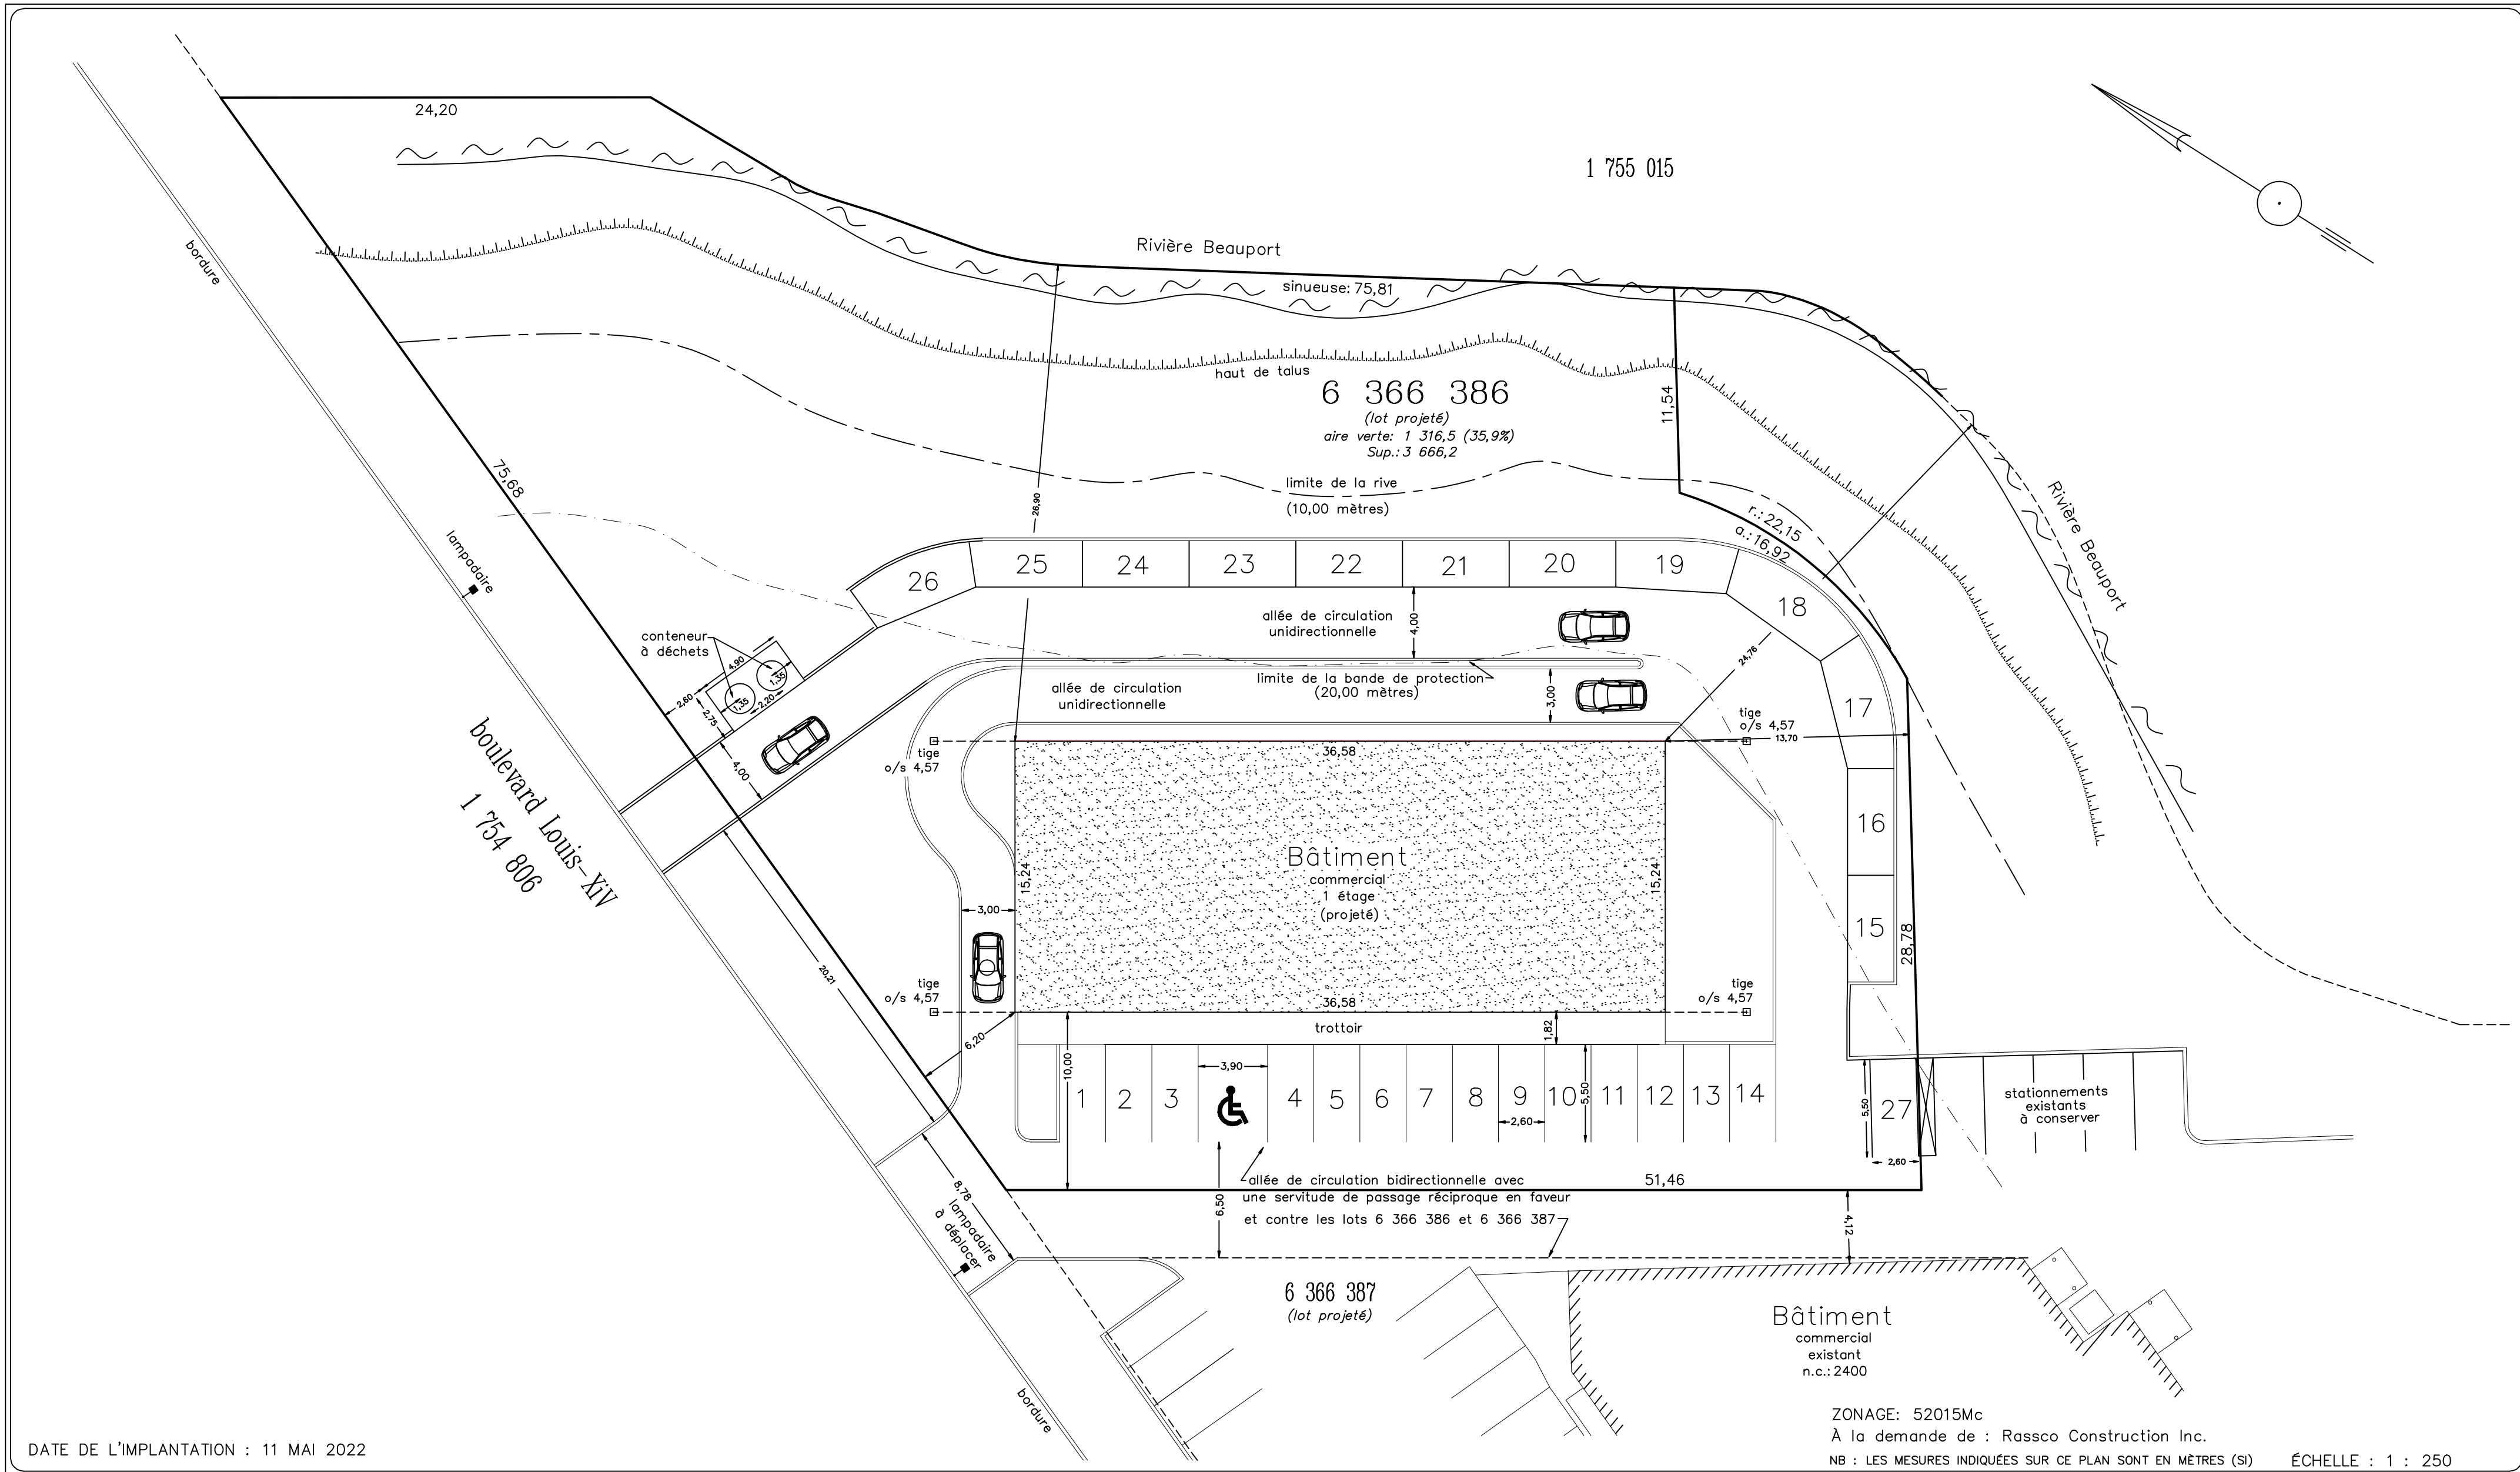 24,20
1 755 015
bordure
Rivière Beauport
sinueuse: 75,81
haut de talus
6 366 386
(lot projeté)
aire verte: 1 316,5 (35,9%)
Sup.: 3 666,2
11,54
75,68
limite de la rive
(10,00 mètres)
26,90
r.: 22,15
a.: 16,92
Rivière Beauport
lampadaire
26
25
24
23
22
21
20
19
18
17
16
15
allée de circulation
unidirectionnelle
4,00
conteneur
à déchets
4,90
1,35
1,35
2,20
2,60
2,75
4,00
allée de circulation
unidirectionnelle
limite de la bande de protection
(20,00 mètres)
3,00
24,76
tige
o/s 4,57
13,70
tige
o/s 4,57
36,58
boulevard Louis-XiV
1 754 806
15,24
Bâtiment
commercial
1 étage
(projeté)
15,24
3,00
28,78
20,21
tige
o/s 4,57
36,58
tige
o/s 4,57
trottoir
1,82
6,20
10,00
3,90
1
2
3
4
5
6
7
8
9
10
11
12
13
14
2,60
5,50
5,50
27
2,60
stationnements
existants
à conserver
6,50
allée de circulation bidirectionnelle avec
une servitude de passage réciproque en faveur
et contre les lots 6 366 386 et 6 366 387
51,46
4,12
8,78
lampadaire
à déplacer
6 366 387
(lot projeté)
Bâtiment
commercial
existant
n.c.: 2400
bordure
ZONAGE: 52015Mc
À la demande de : Rassco Construction Inc.
DATE DE L'IMPLANTATION : 11 MAI 2022
NB : LES MESURES INDIQUÉES SUR CE PLAN SONT EN MÈTRES (SI)
ÉCHELLE : 1 : 250